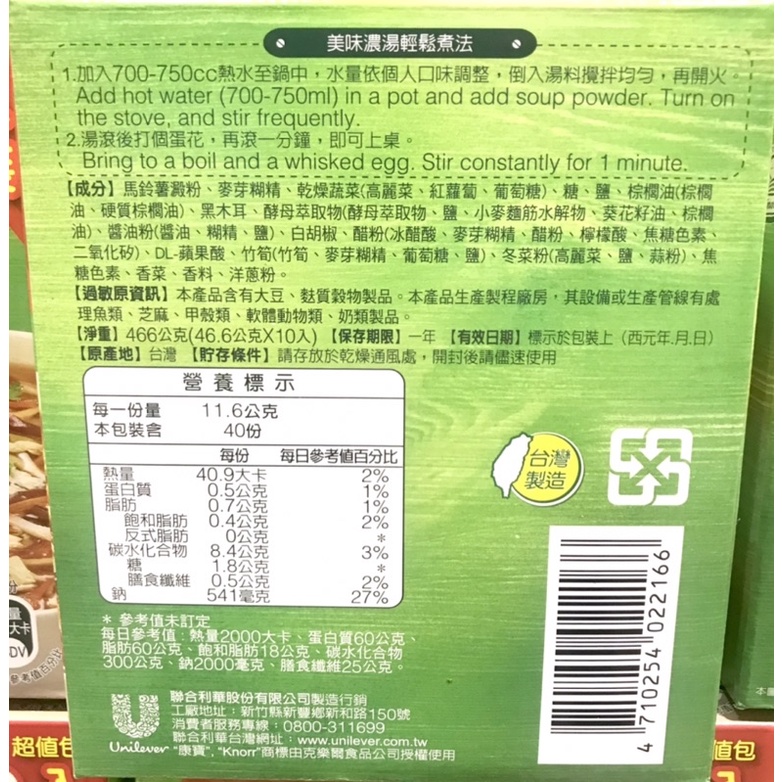 美味濃湯輕鬆煮法
1.加入700-750cc熱水至鍋中，水量依個人口味調整，倒入湯料攪拌均勻，再開火。
Add hot water (700-750ml) in a pot and add soup powder. Turn on
the stove, and stir frequently.
2.湯滾後打個蛋花，再滾一分鐘，即可上桌。
Bring to a boil and a whisked egg. Stir constantly for 1 minute.
【成分】馬鈴薯澱粉、麥芽糊精、乾燥蔬菜(高麗菜、紅蘿蔔、葡萄糖)、糖、鹽、棕櫚油(棕櫚
油、硬質棕櫚油)、黑木耳、酵母萃取物(酵母萃取物、鹽、小麥麵筋水解物、葵花籽油、棕櫚
油)、醬油粉(醬油、糊精、鹽)、白胡椒、醋粉(冰醋酸、麥芽糊精、醋粉、檸檬酸、焦糖色素、
二氧化矽)、DL-蘋果酸、竹筍(竹筍、麥芽糊精、葡萄糖、鹽)、冬菜粉(高麗菜、鹽、蒜粉)、焦
糖色素、香菜、香料、洋蔥粉。
【過敏原資訊】本產品含有大豆、麩質穀物製品。本產品生產製程廠房，其設備或生產管線有處
理魚類、芝麻、甲殼類、軟體動物類、奶類製品。
【淨重】466公克(46.6公克X10入)【保存期限】一年【有效日期】標示於包裝上（西元年.月.日）
【原產地】台灣【貯存條件】請存放於乾燥通風處，開封後請儘速使用
營養標示
每一份量 11.6公克
本包裝含 40份
每份 每日參考值百分比
熱量 40.9大卡 2%
蛋白質 0.5公克 1%
脂肪 0.7公克 1%
飽和脂肪 0.4公克 2%
反式脂肪 0公克 *
碳水化合物 8.4公克 3%
糖 1.8公克 *
膳食纖維 0.5公克 2%
鈉 541毫克 27%
* 參考值未訂定
每日參考值：熱量2000大卡、蛋白質60公克、
脂肪60公克、飽和脂肪18公克、碳水化合物
300公克、鈉2000毫克、膳食纖維25公克。
台灣
製造
4 710254 022166
聯合利華股份有限公司製造行銷
工廠地址：新竹縣新豐鄉新和路150號
消費者服務專線：0800-311699
聯合利華台灣網址：www.unilever.com.tw
Unilever "康寶", "Knorr"商標由克樂爾食品公司授權使用
大卡
DV
參考值百分比
超值包
值包